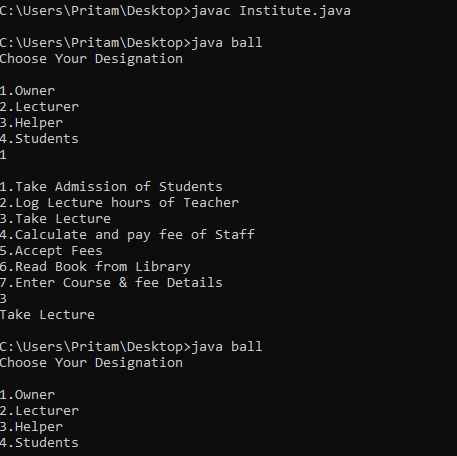 C:\Users\Pritam\Desktop>javac Institute.java
C:\Users\Pritam\Desktop>java ball
Choose Your Designation
1.Owner
2.Lecturer
3.Helper
4.Students
1
1.Take Admission of Students
2.Log Lecture hours of Teacher
3.Take Lecture
4.Calculate and pay fee of Staff
5.Accept Fees
6.Read Book from Library
7.Enter Course & fee Details
3
Take Lecture
C:\Users\Pritam\Desktop>java ball
Choose Your Designation
1.Owner
2.Lecturer
3.Helper
4.Students